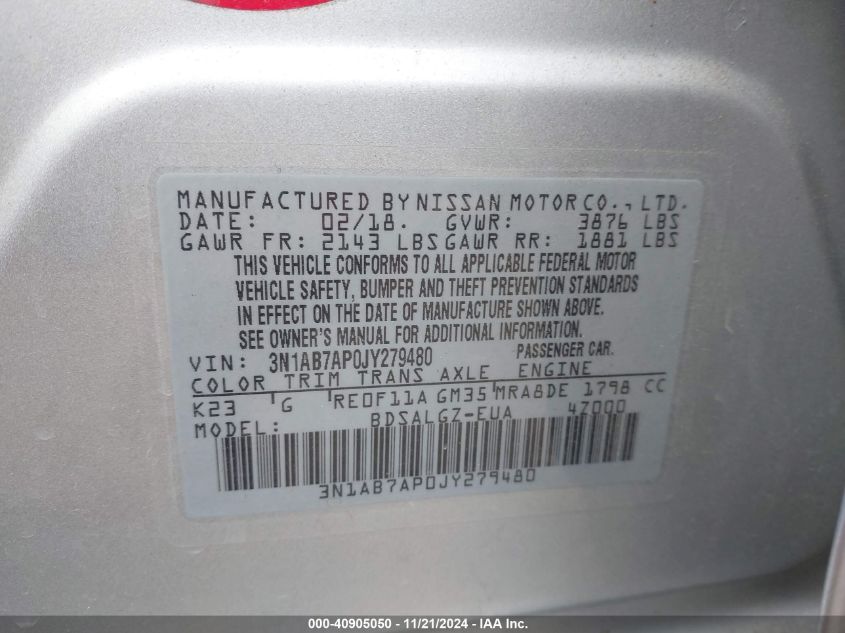 MANUFACTURED BY NISSAN MOTOR CO., LTD.
DATE: 02/18. GVWR: 3876 LBS
GAWR FR: 2143 LBS GAWR RR: 1881 LBS
THIS VEHICLE CONFORMS TO ALL APPLICABLE FEDERAL MOTOR
VEHICLE SAFETY, BUMPER AND THEFT PREVENTION STANDARDS
IN EFFECT ON THE DATE OF MANUFACTURE SHOWN ABOVE.
SEE OWNER'S MANUAL FOR ADDITIONAL INFORMATION.
VIN: 3N1AB7AP0JY279480 PASSENGER CAR.
COLOR TRIM TRANS AXLE ENGINE
K23 G RE0F11A GM35 MRA8DE 1798 CC
MODEL: BDSALGZ-EUA 4Z000
3N1AB7AP0JY279480
000-40905050 - 11/21/2024 - IAA Inc.